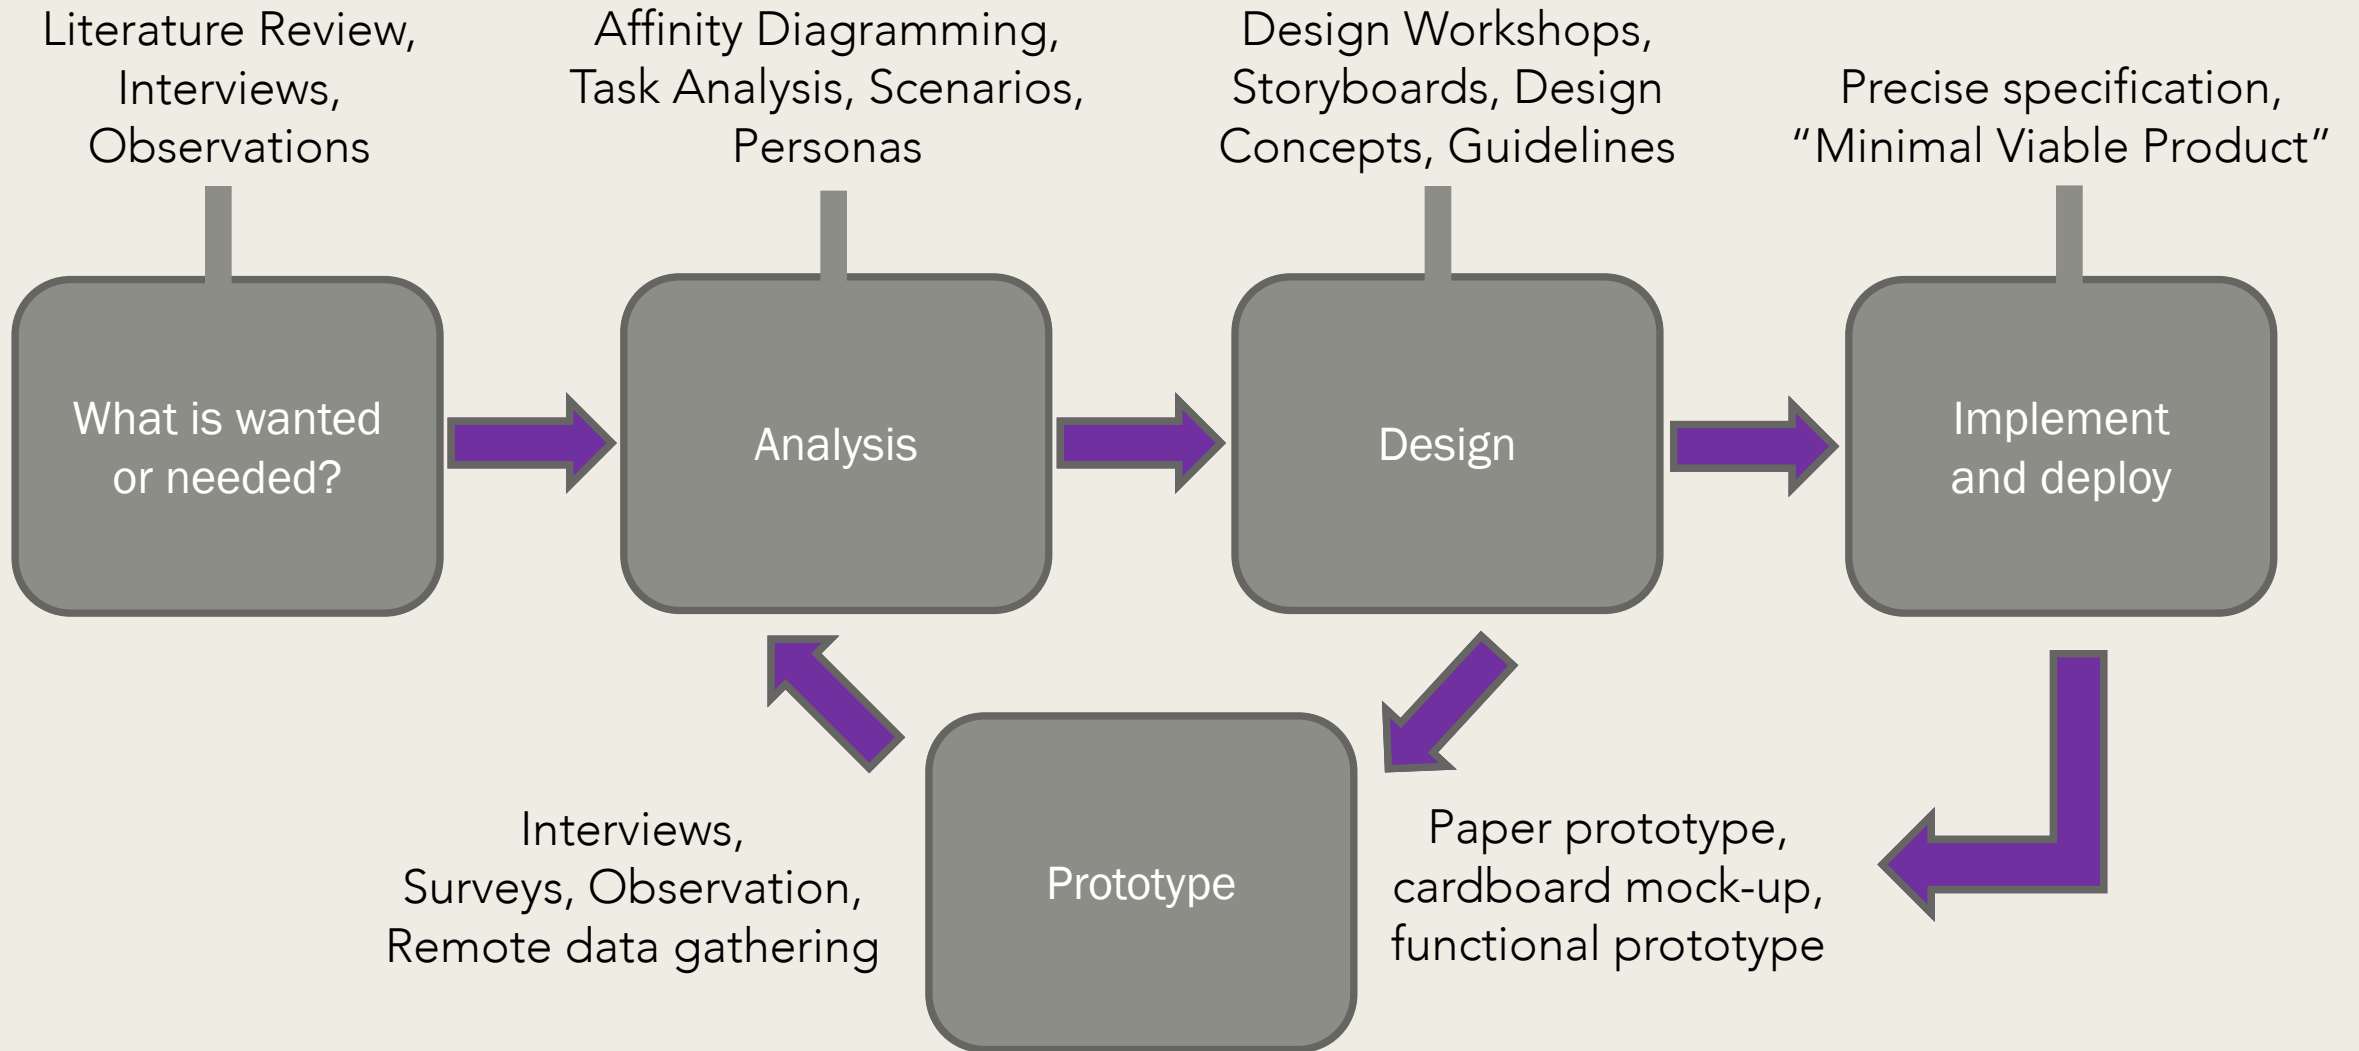 Literature Review,
Interviews,
Observations
Affinity Diagramming,
Task Analysis, Scenarios,
Personas
Design Workshops,
Storyboards, Design
Concepts, Guidelines
Precise specification,
“Minimal Viable Product”
What is wanted
or needed?
Analysis
Design
Implement
and deploy
Interviews,
Surveys, Observation,
Remote data gathering
Prototype
Paper prototype,
cardboard mock-up,
functional prototype